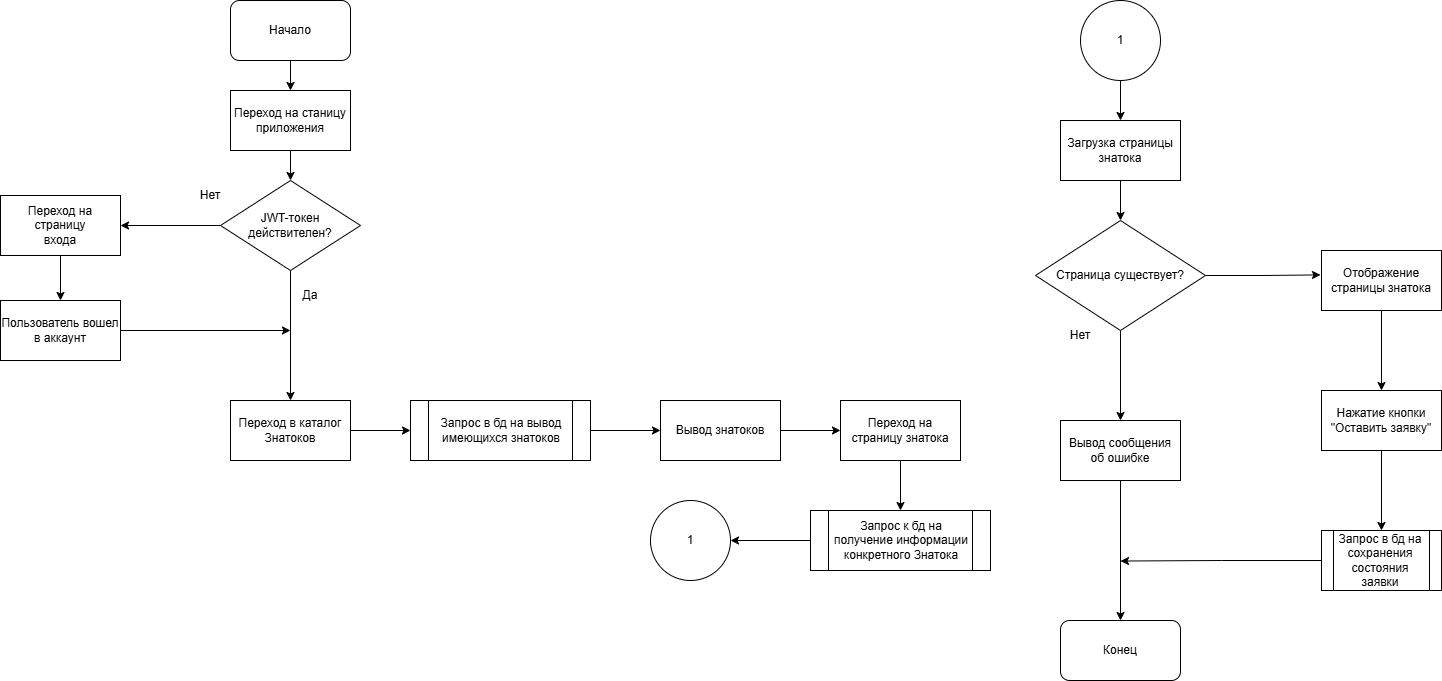 Начало
Переход на станицу
приложения
Нет
JWT-токен
действителен?
Переход на
страницу
входа
Да
Пользователь вошел
в аккаунт
Переход в каталог
Знатоков
Запрос в бд на вывод
имеющихся знатоков
Вывод знатоков
Переход на
страницу знатока
Запрос к бд на
получение информации
конкретного Знатока
1
1
Загрузка страницы
знатока
Страница существует?
Отображение
страницы знатока
Нет
Нажатие кнопки
"Оставить заявку"
Вывод сообщения
об ошибке
Запрос в бд на
сохранения
состояния
заявки
Конец